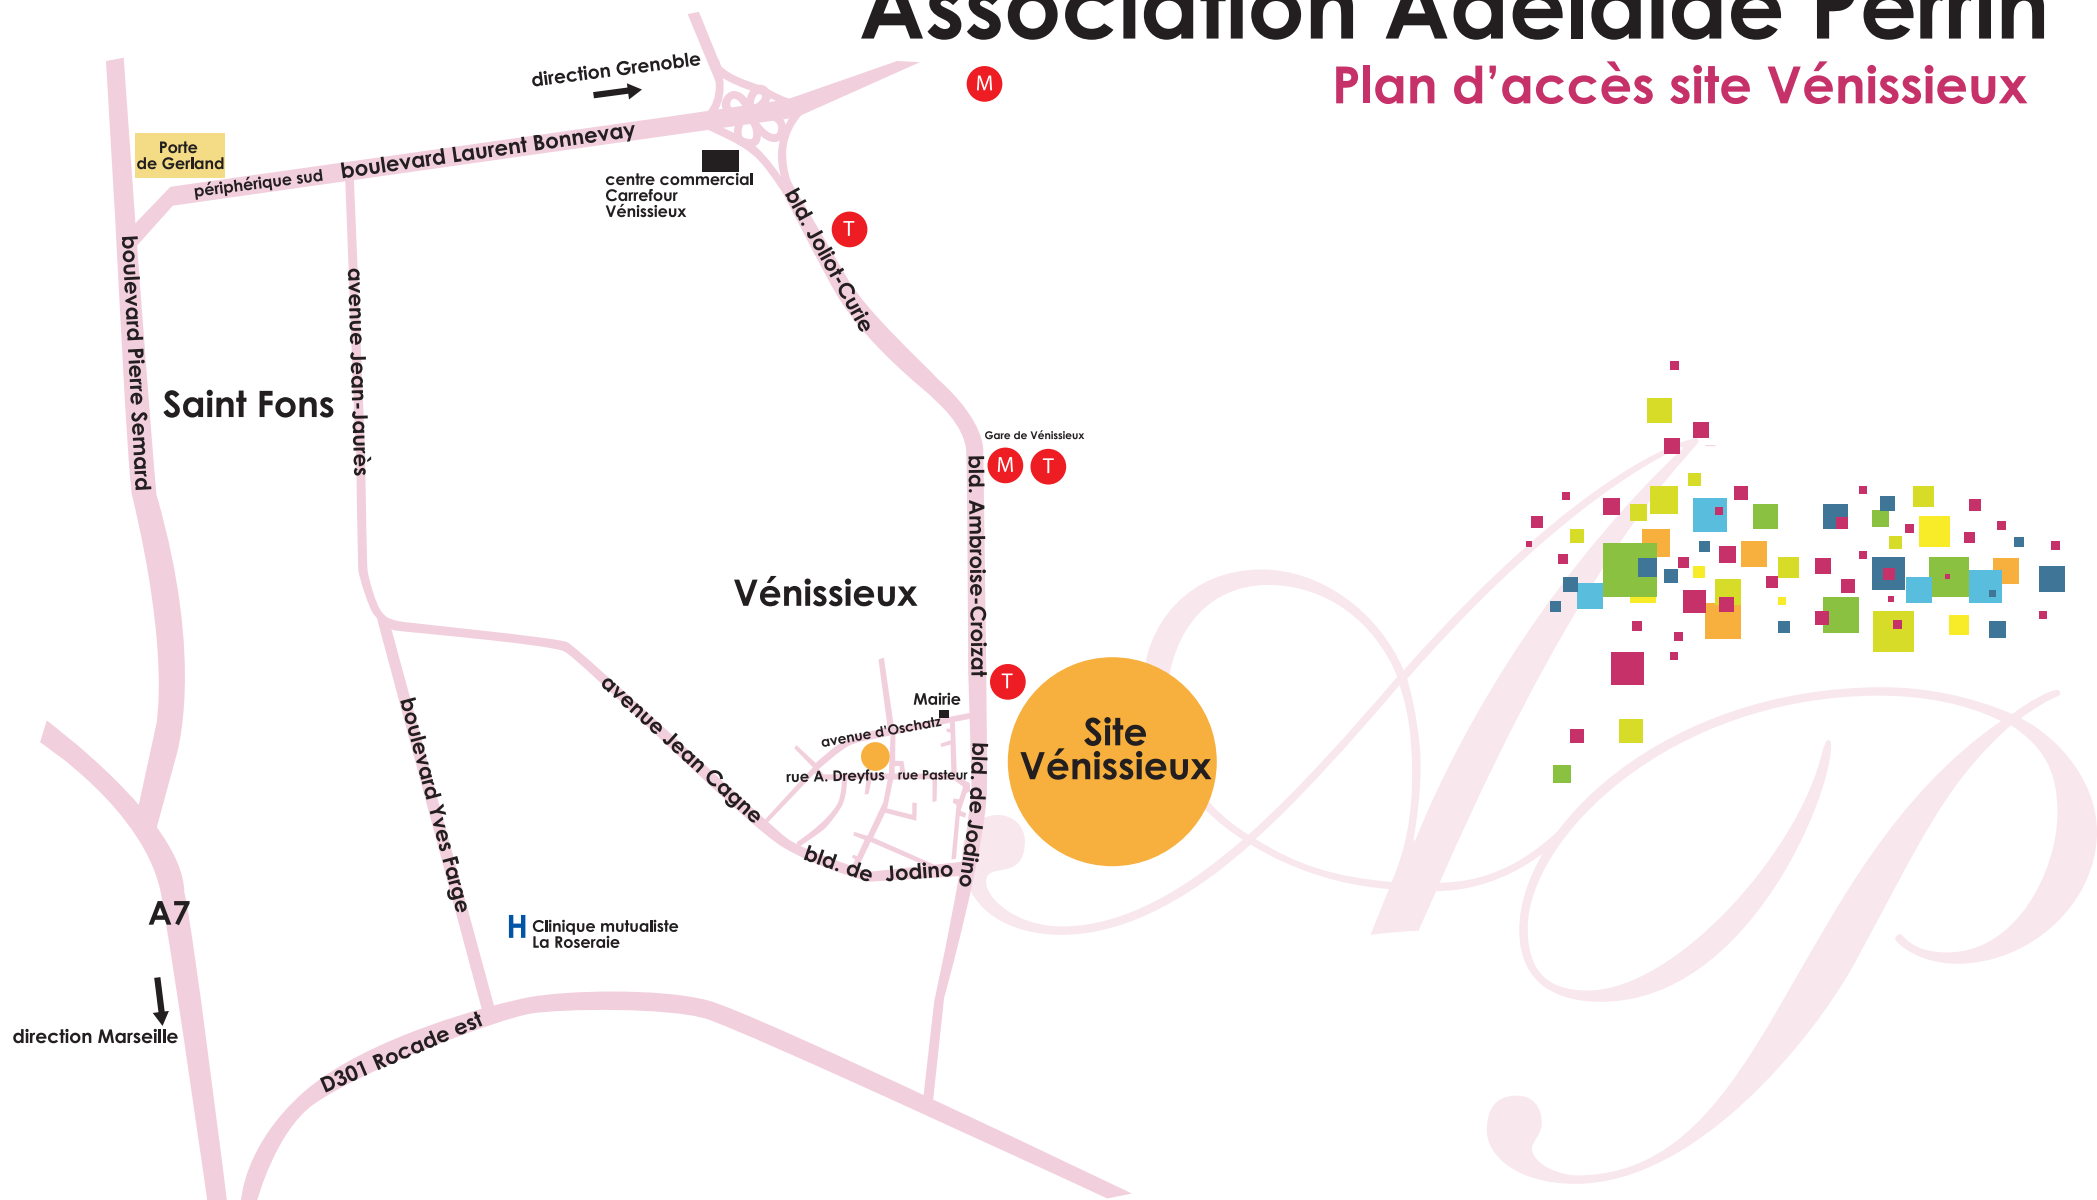 Association Adélaïde Perrin
Plan d'accès site Vénissieux
direction Grenoble
M
Porte
de Gerland
périphérique sud
boulevard Laurent Bonnevay
centre commercial
Carrefour
Vénissieux
bld. Joliot-Curie
T
boulevard Pierre Semard
avenue Jean-Jaurès
Saint Fons
Gare de Vénissieux
M
T
bld. Ambroise-Croizat
Vénissieux
T
Mairie
avenue d'Oschatz
rue A. Dreyfus
rue Pasteur
bld. de Jodino
Site
Vénissieux
avenue Jean Cagne
boulevard Yves Farge
bld. de Jodino
A7
H
Clinique mutualiste
La Roseraie
direction Marseille
D301 Rocade est
AP